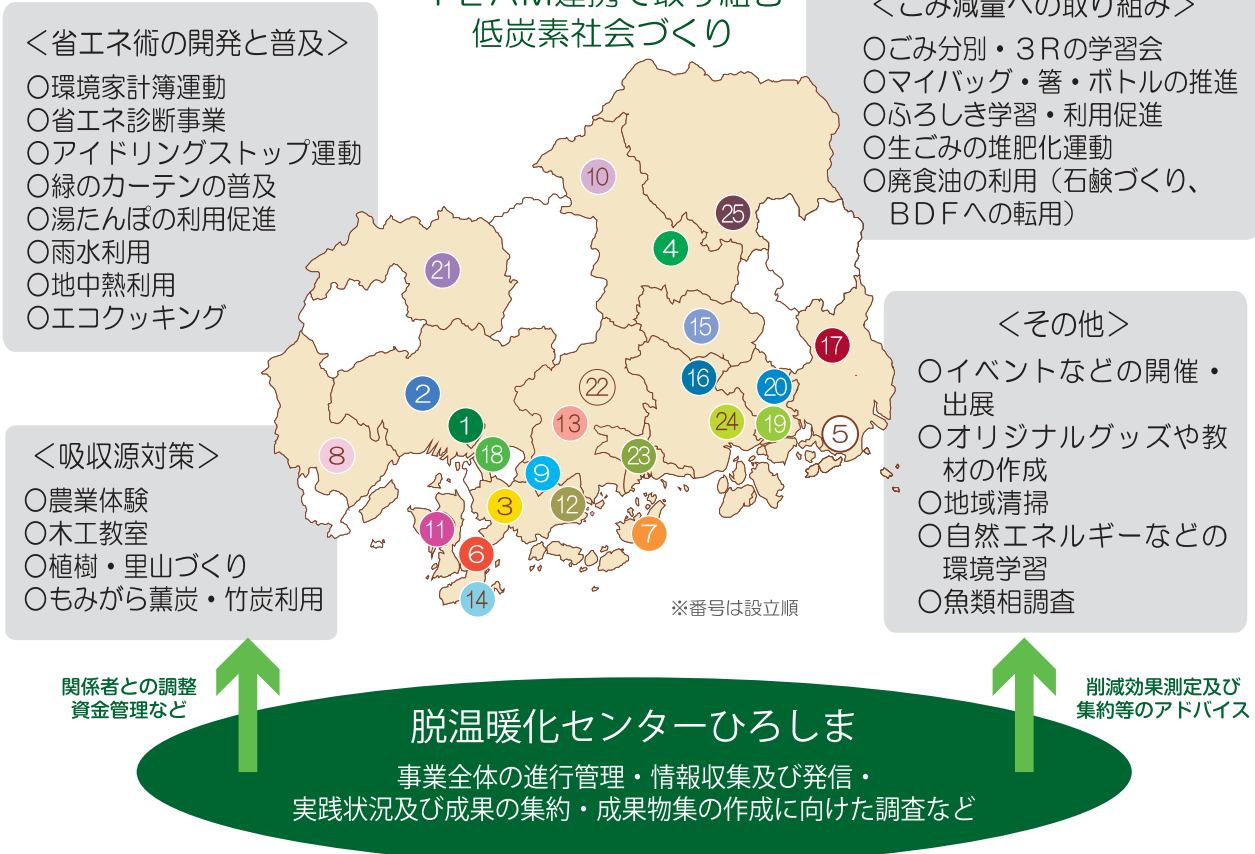 低炭素社会づくり
＜省エネ術の開発と普及＞
○環境家計簿運動
○省エネ診断事業
○アイドリングストップ運動
○緑のカーテンの普及
○湯たんぽの利用促進
○雨水利用
○地中熱利用
○エコクッキング
＜ごみ減量への取り組み＞
○ごみ分別・３Ｒの学習会
○マイバッグ・箸・ボトルの推進
○ふろしき学習・利用促進
○生ごみの堆肥化運動
○廃食油の利用（石鹸づくり、
ＢＤＦへの転用）
10
25
4
21
15
17
16
20
22
2
24
19
13
1
5
18
8
23
9
3
12
11
7
6
14
※番号は設立順
＜吸収源対策＞
○農業体験
○木工教室
○植樹・里山づくり
○もみがら薫炭・竹炭利用
＜その他＞
○イベントなどの開催・
出展
○オリジナルグッズや教
材の作成
○地域清掃
○自然エネルギーなどの
環境学習
○魚類相調査
関係者との調整
資金管理など
削減効果測定及び
集約等のアドバイス
脱温暖化センターひろしま
事業全体の進行管理・情報収集及び発信・
実践状況及び成果の集約・成果物集の作成に向けた調査など